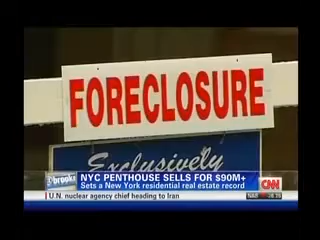 FORECLOSURE
Exclusively
brooke
NYC PENTHOUSE SELLS FOR $90M+
Sets a New York residential real estate record
CNN
U.N. nuclear agency chief heading to Iran